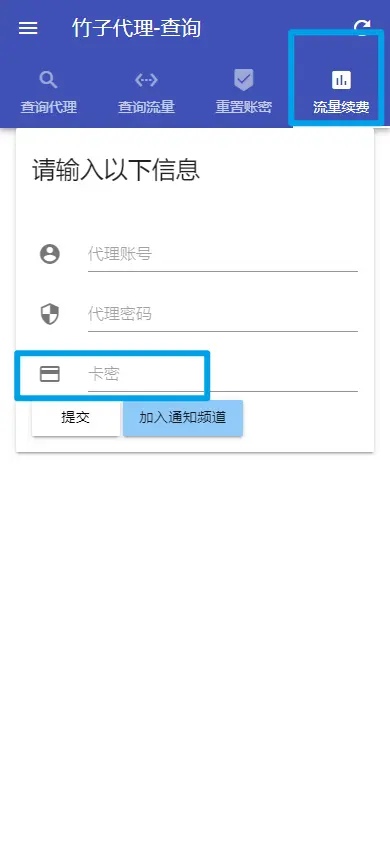 竹子代理-查询
查询代理 查询流量 重置账密 流量续费
请输入以下信息
代理账号
代理密码
卡密
提交 加入通知频道